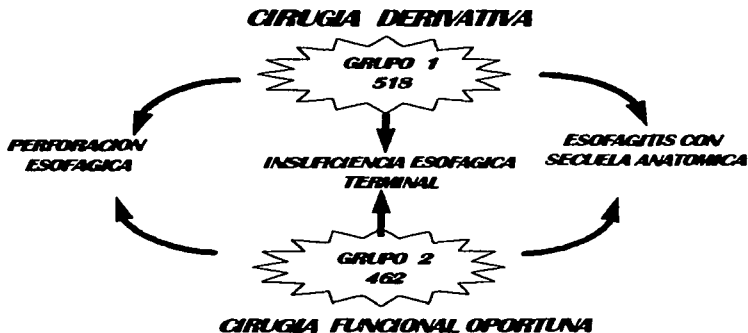 CIRUGIA DERIVATIVA
GRUPO 1
518
PERFORACION
ESOFAGICA
INSUFICIENCIA ESOFAGICA
TERMINAL
ESOFAGITIS CON
SECUELA ANATOMICA
GRUPO 2
462
CIRUGIA FUNCIONAL OPORTUNA